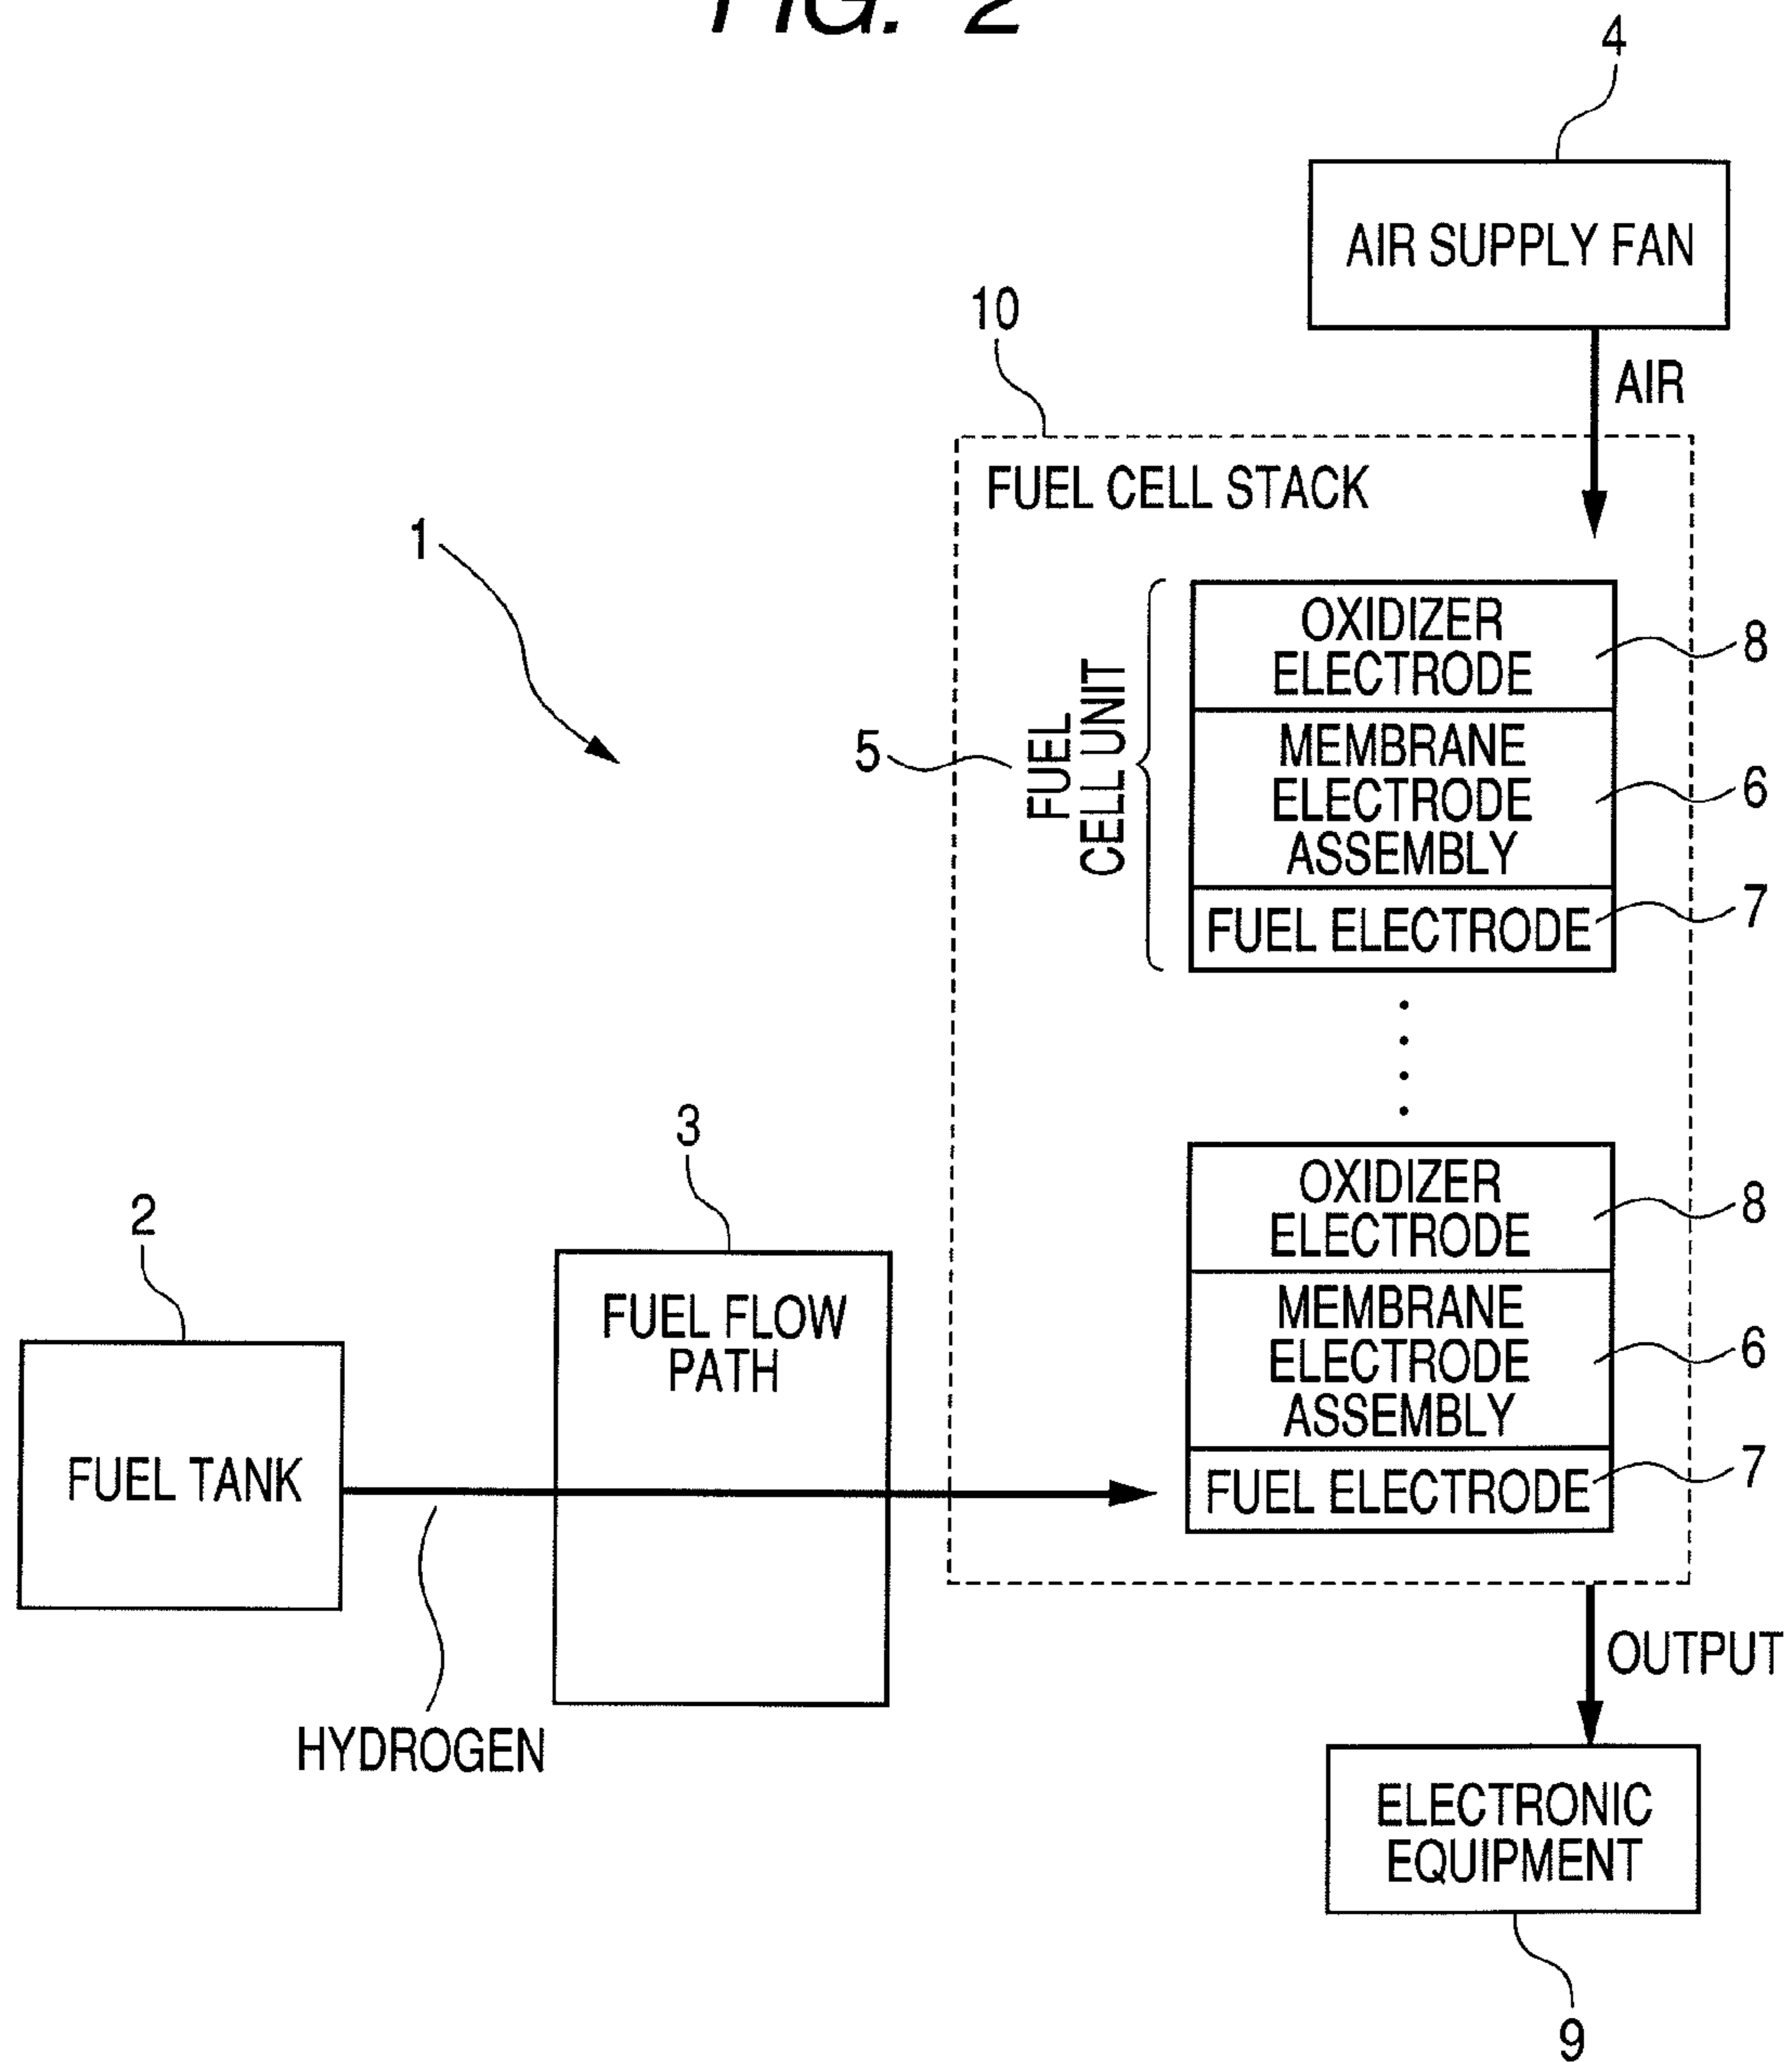 FIG. 2
4
AIR SUPPLY FAN
10
AIR
FUEL CELL STACK
1
OXIDIZER
ELECTRODE
8
5
FUEL
CELL UNIT
MEMBRANE
ELECTRODE
ASSEMBLY
6
FUEL ELECTRODE
7
3
2
OXIDIZER
ELECTRODE
8
FUEL FLOW
PATH
MEMBRANE
ELECTRODE
ASSEMBLY
6
FUEL TANK
FUEL ELECTRODE
7
OUTPUT
HYDROGEN
ELECTRONIC
EQUIPMENT
9